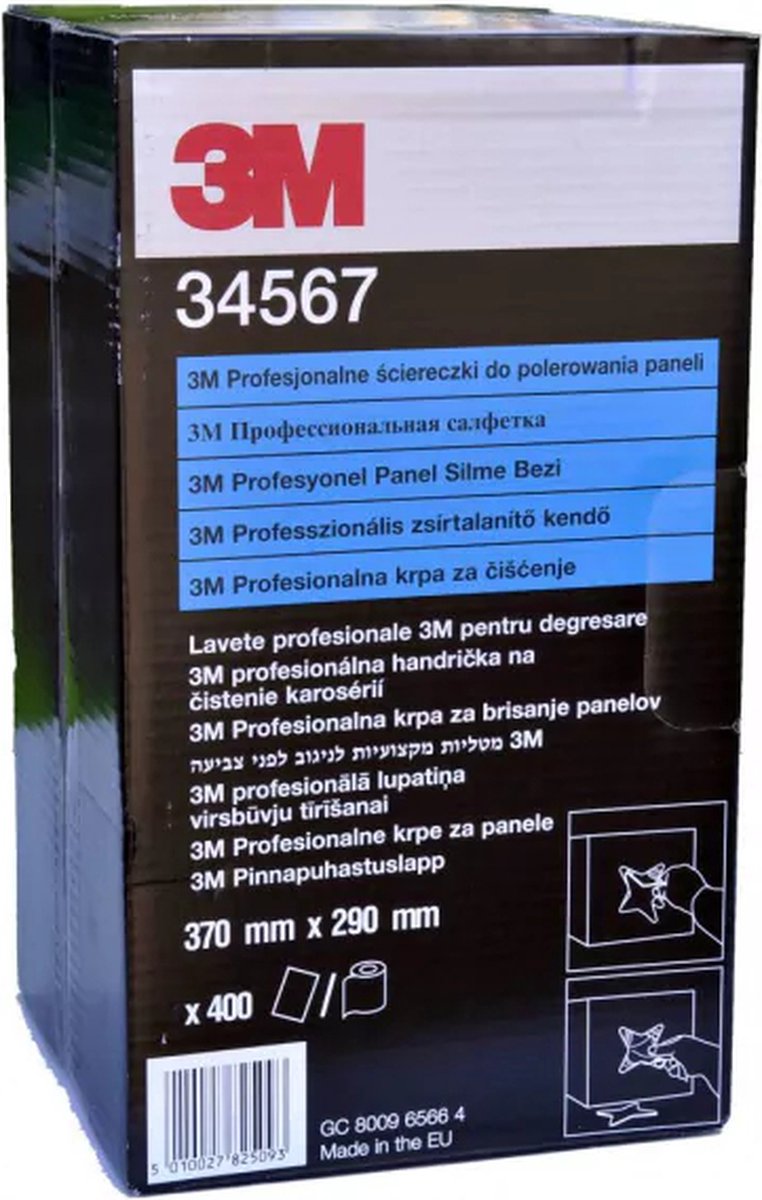 3M
34567
3M Profesjonalne ściereczki do polerowania paneli
3M Профессиональная салфетка
3M Profesyonel Panel Silme Bezi
3M Professzionális zsírtalanítő kendő
3M Profesionalna krpa za čišćenje
Lavete profesionale 3M pentru degresare
3M profesionálna handrička na
čistenie karosérií
3M Profesionalna krpa za brisanje panelov
3M מטליות מקצועיות לניגוב לפני צביעה
3M profesionālā lupatiņa
virsbūvju tīrīšanai
3M Profesionalne krpe za panele
3M Pinnapuhastuslapp
370 mm x 290 mm
x 400 /
GC 8009 6566 4
Made in the EU
5 010027 825093